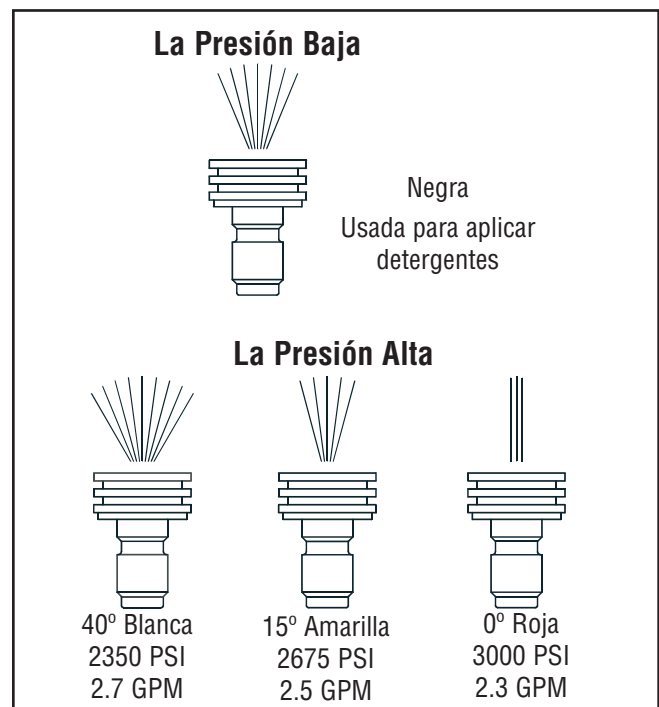 La Presión Baja
Negra
Usada para aplicar
detergentes
La Presión Alta
40º Blanca
2350 PSI
2.7 GPM
15º Amarilla
2675 PSI
2.5 GPM
0º Roja
3000 PSI
2.3 GPM